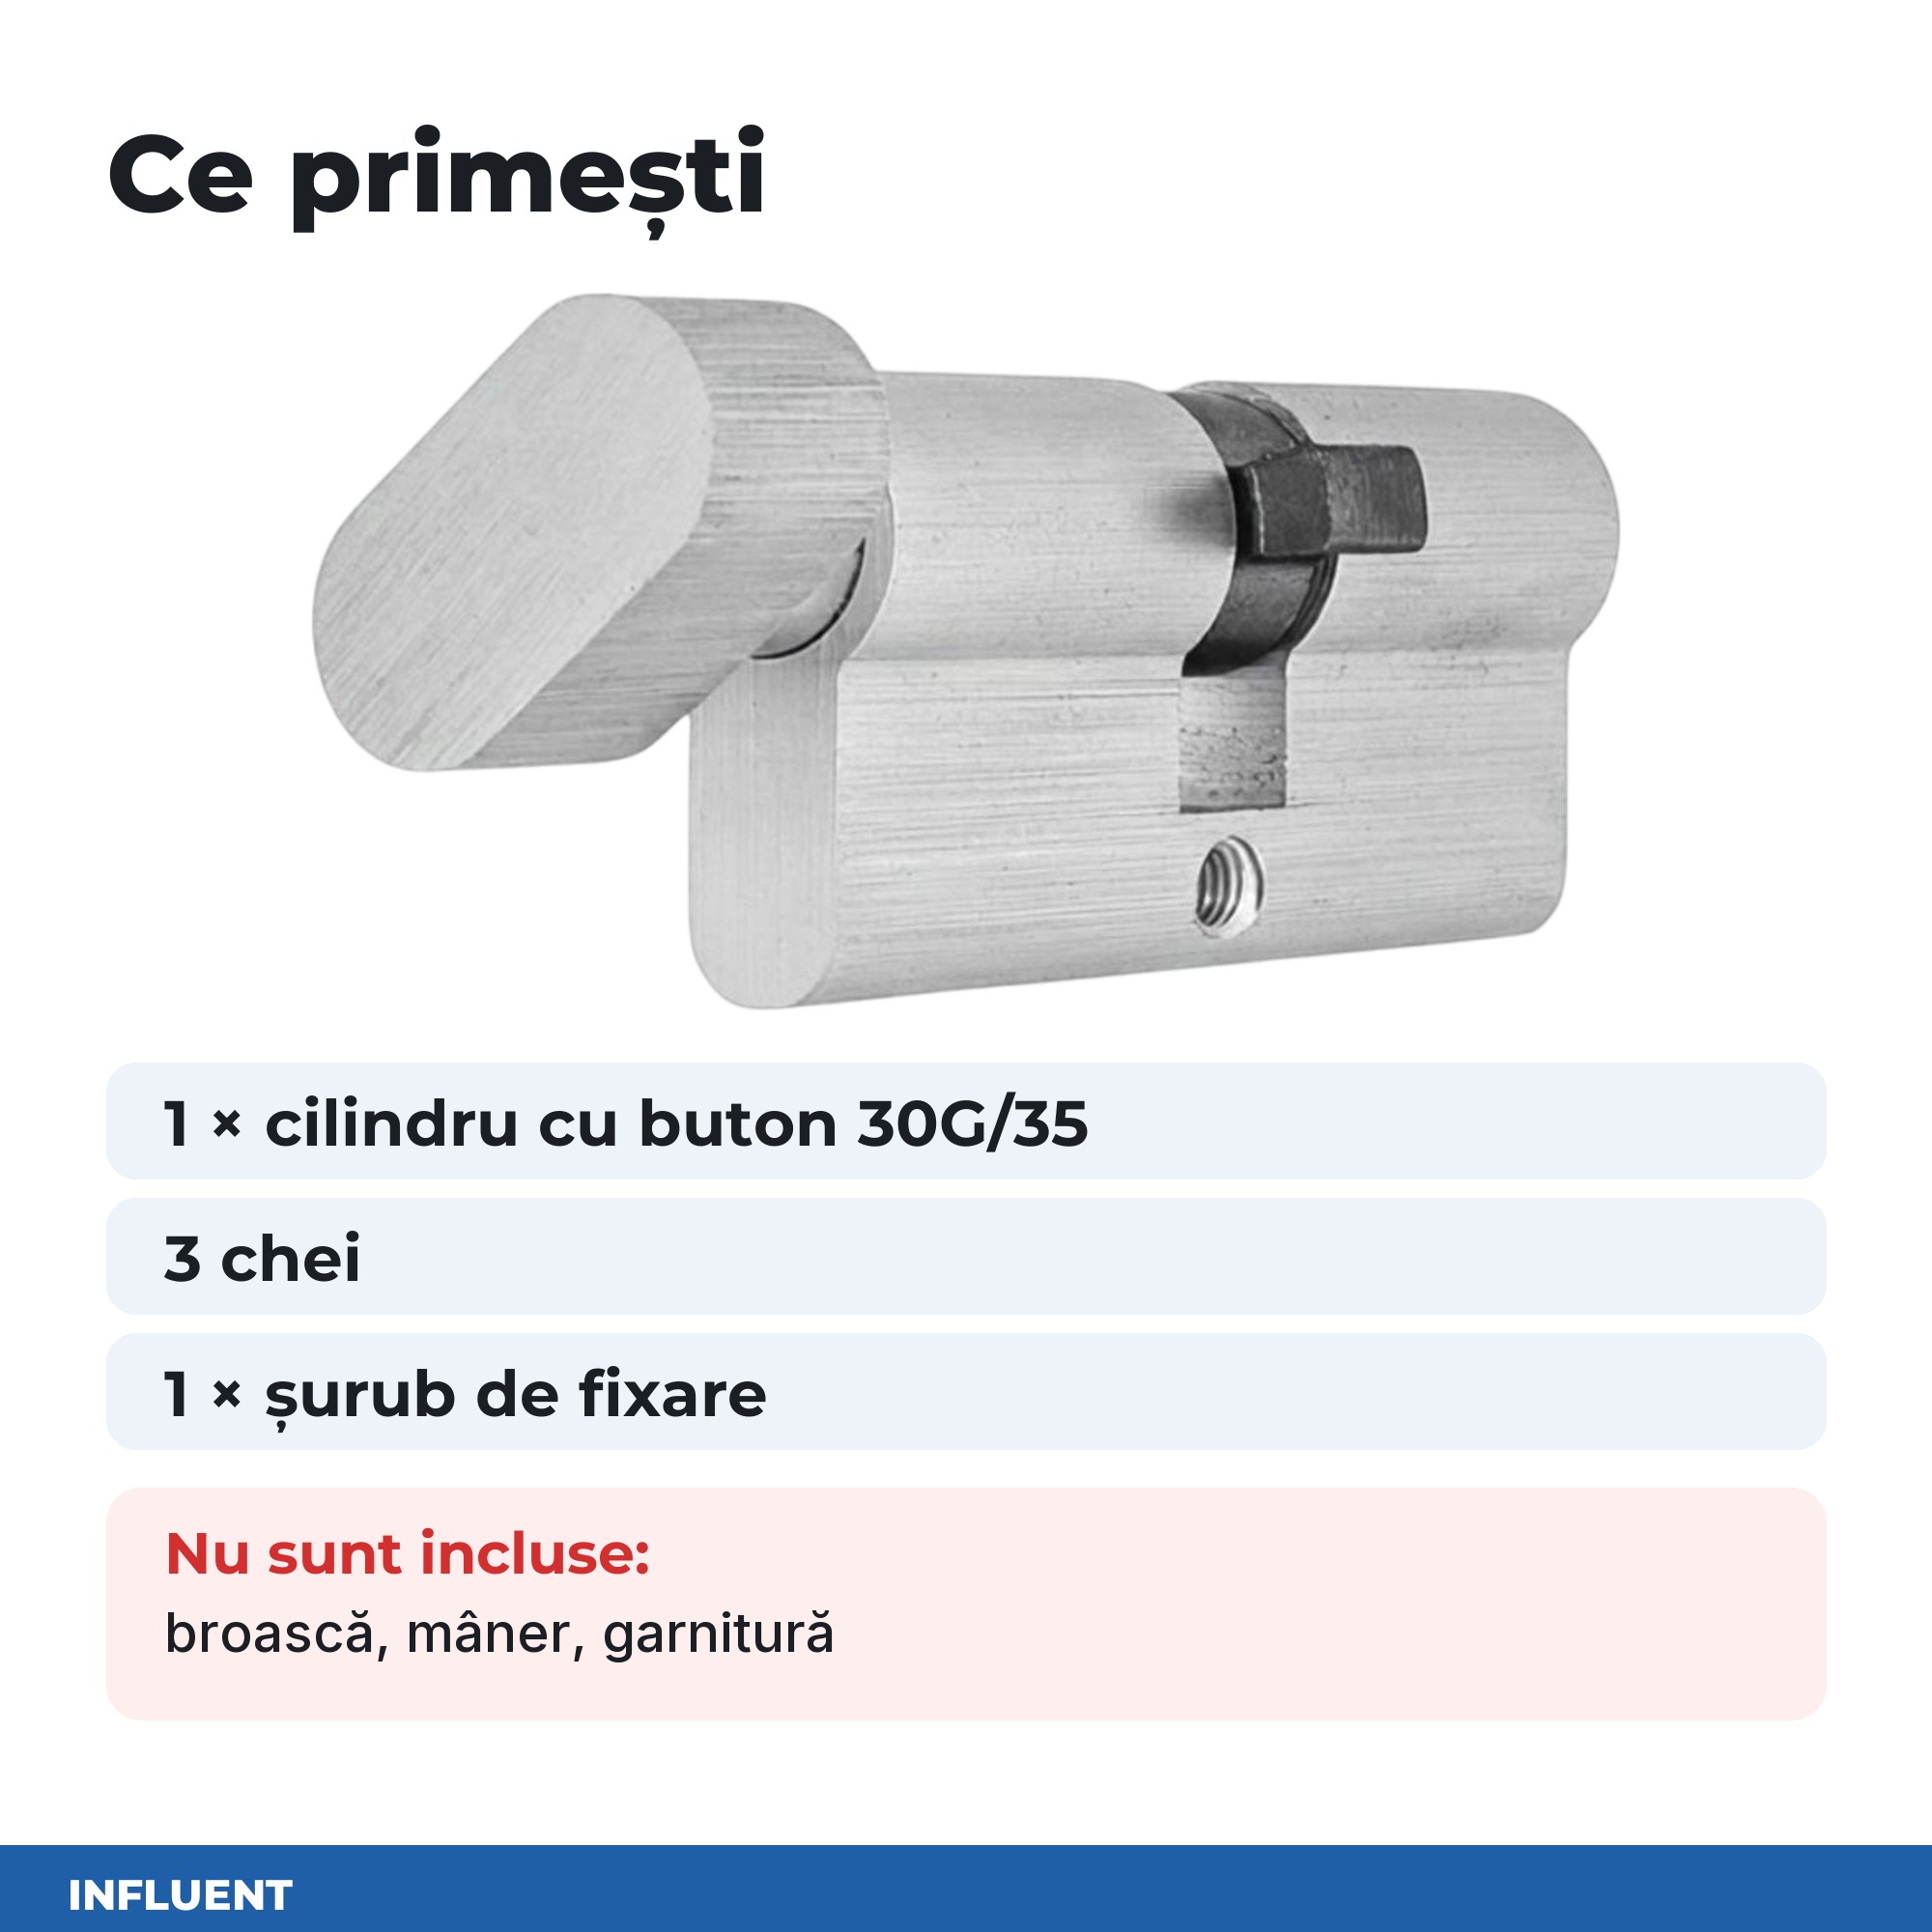 Ce primești
1 × cilindru cu buton 30G/35
3 chei
1 × șurub de fixare
Nu sunt incluse:
broască, mâner, garnitură
INFLUENT